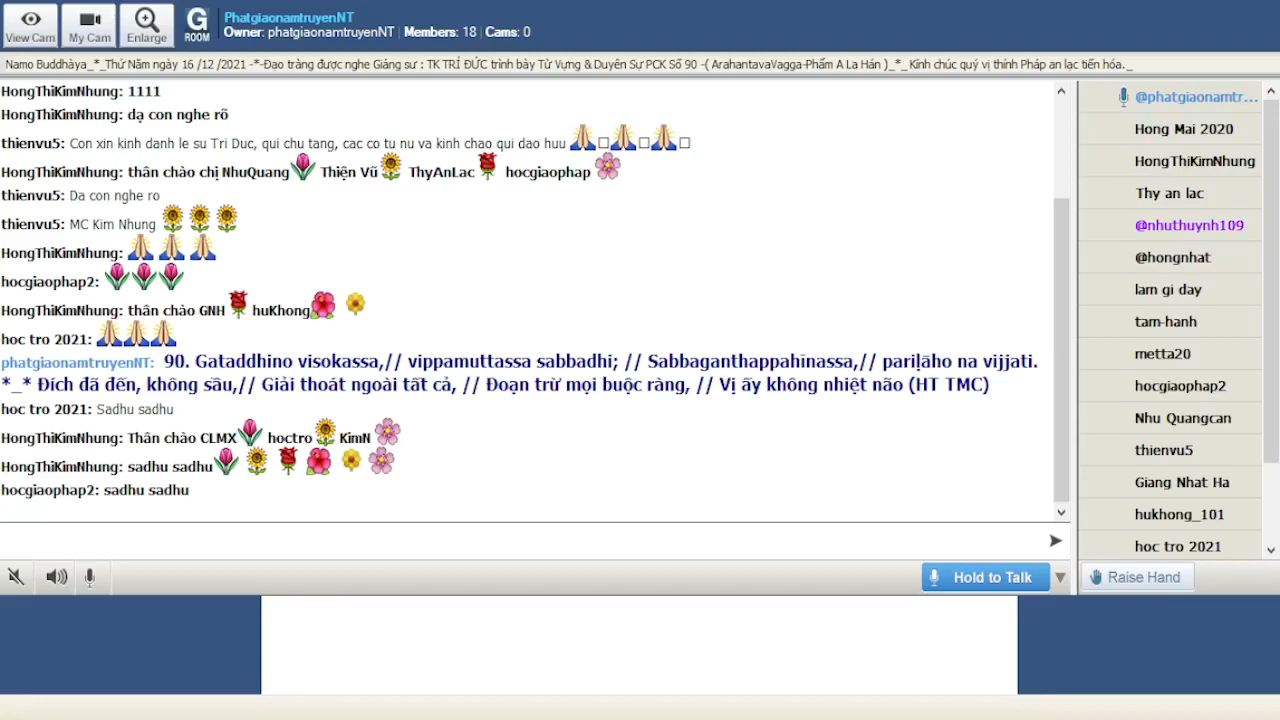 View Cam
My Cam
Enlarge
G
ROOM
PhatgiaonamtruyenNT
Owner: phatgiaonamtruyenNT | Members: 18 | Cams: 0
Namo Buddhàya_*_Thứ Năm ngày 16 /12 /2021 -*-Đạo tràng được nghe Giảng sư : TK TRÍ ĐỨC trình bày Từ Vựng & Duyên Sự PCK Số 90 -( ArahantavaVagga-Phẩm A La Hán )_*_ Kính chúc quý vị thính Pháp an lạc tiến hóa._
HongThiKimNhung: 1111
HongThiKimNhung: dạ con nghe rõ
thienvu5: Con xin kinh danh le su Tri Duc, qui chu tang, cac co tu nu va kinh chao qui dao huu 🙏□🙏□🙏□
HongThiKimNhung: thân chào chị NhuQuang🌷 Thiện Vũ🌻 ThyAnLac🌹 hocgiaophap🌸
thienvu5: Da con nghe ro
thienvu5: MC Kim Nhung 🌻🌻🌻
HongThiKimNhung: 🙏🙏🙏
hocgiaophap2: 🌷🌷🌷
HongThiKimNhung: thân chào GNH🌹 huKhong🌺 🌼
hoc tro 2021: 🙏🙏🙏
phatgiaonamtruyenNT: 90. Gataddhino visokassa,// vippamuttassa sabbadhi; // Sabbaganthappahīnassa,// pariḷāho na vijjati.
*_* Đích đã đến, không sầu,// Giải thoát ngoài tất cả, // Đoạn trừ mọi buộc ràng, // Vị ấy không nhiệt não (HT TMC)
hoc tro 2021: Sadhu sadhu
HongThiKimNhung: Thân chào CLMX🌷 hoctro🌻 KimN🌸
HongThiKimNhung: sadhu sadhu🌷🌻🌹🌺🌼🌸
hocgiaophap2: sadhu sadhu
Hold to Talk
@phatgiaonamtr...
Hong Mai 2020
HongThiKimNhung
Thy an lac
@nhuthuynh109
@hongnhat
lam gi day
tam-hanh
metta20
hocgiaophap2
Nhu Quangcan
thienvu5
Giang Nhat Ha
hukhong_101
hoc tro 2021
Raise Hand